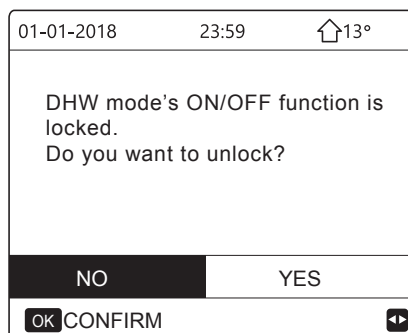 01-01-2018 23:59 13°
DHW mode's ON/OFF function is
locked.
Do you want to unlock?
NO YES
OK CONFIRM